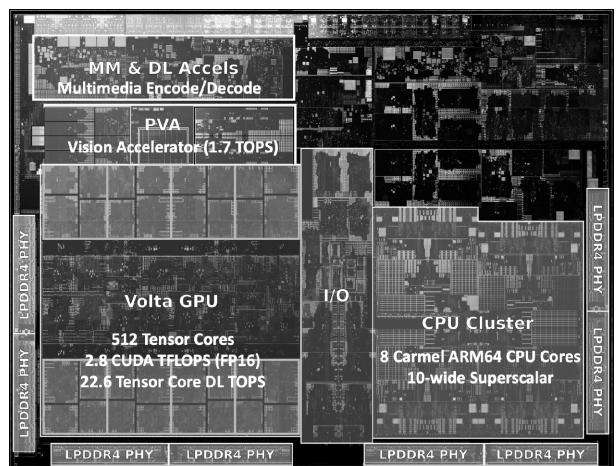 MM & DL Accels
Multimedia Encode/Decode
PVA
Vision Accelerator (1.7 TOPS)
Volta GPU
512 Tensor Cores
2.8 CUDA TFLOPS (FP16)
22.6 Tensor Core DL TOPS
I/O
CPU Cluster
8 Carmel ARM64 CPU Cores
10-wide Superscalar
LPDDR4 PHY
LPDDR4 PHY
LPDDR4 PHY
LPDDR4 PHY
LPDDR4 PHY
LPDDR4 PHY
LPDDR4 PHY
LPDDR4 PHY